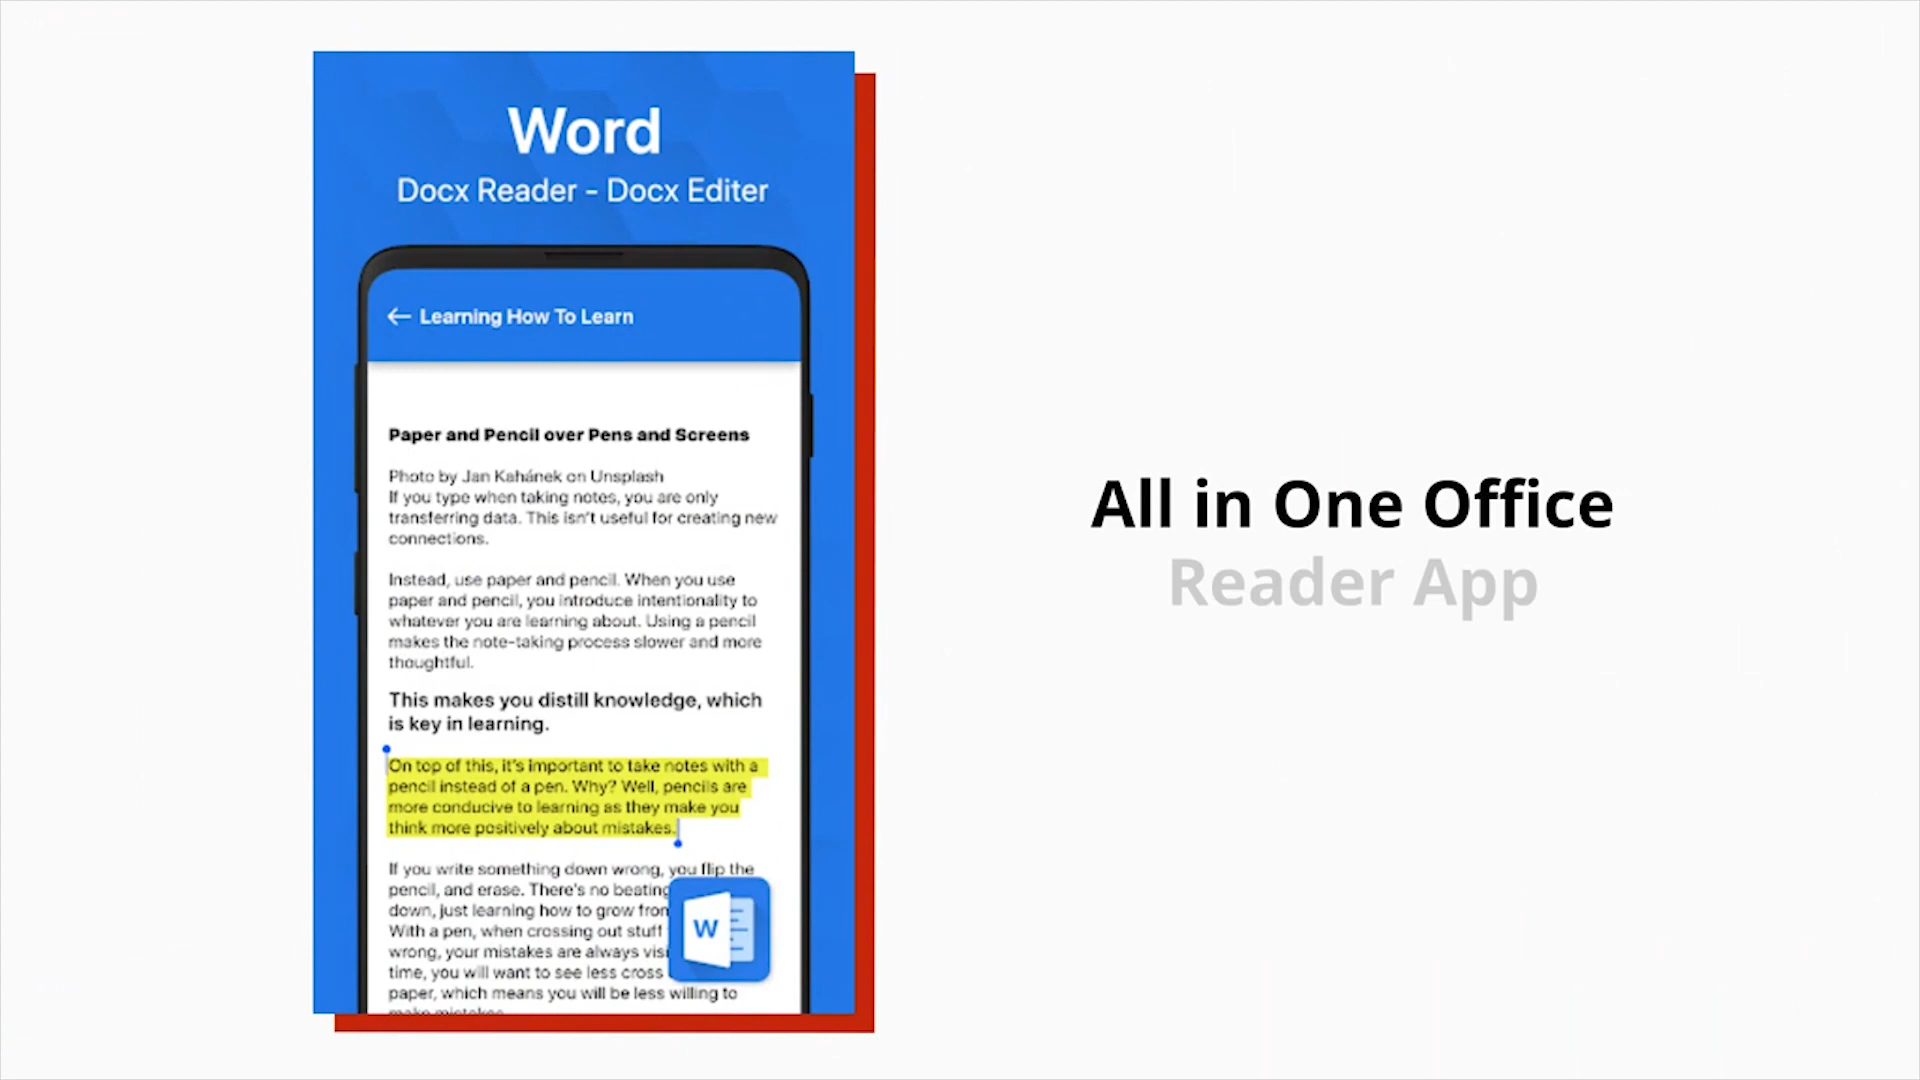 Word
Docx Reader - Docx Editer
Learning How To Learn
Paper and Pencil over Pens and Screens
Photo by Jan Kahánek on Unsplash
If you type when taking notes, you are only
transferring data. This isn't useful for creating new
connections.
Instead, use paper and pencil. When you use
paper and pencil, you introduce intentionality to
whatever you are learning about. Using a pencil
makes the note-taking process slower and more
thoughtful.
This makes you distill knowledge, which
is key in learning.
On top of this, it's important to take notes with a
pencil instead of a pen. Why? Well, pencils are
more conducive to learning as they make you
think more positively about mistakes.
If you write something down wrong, you flip the
pencil, and erase. There's no beating
down, just learning how to grow from
With a pen, when crossing out stuff
wrong, your mistakes are always
time, you will want to see less cross
paper, which means you will be less willing to
make mistakes
W
All in One Office
Reader App